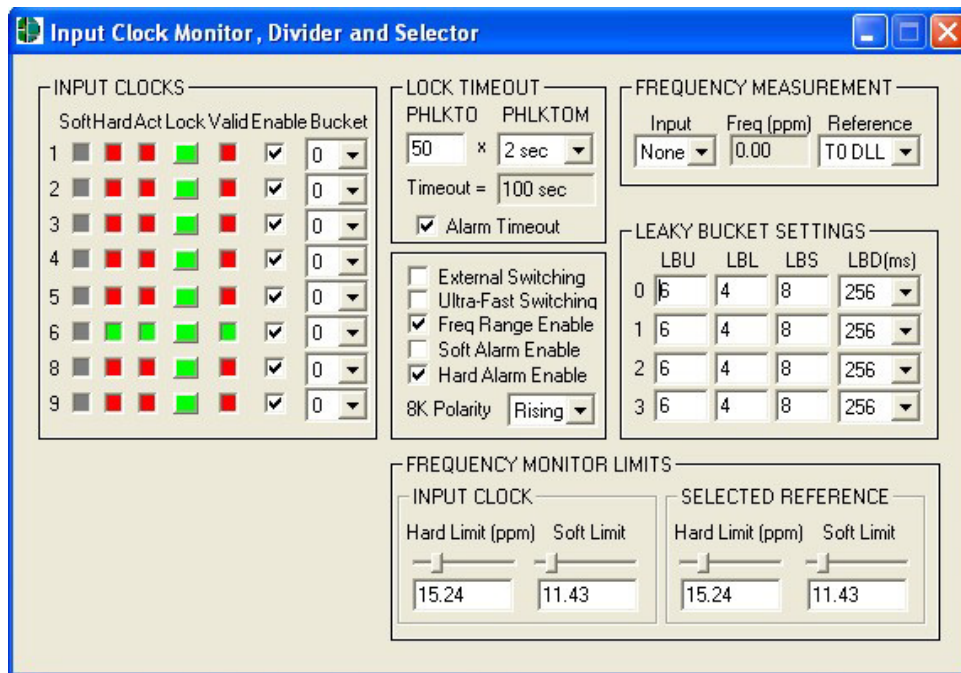 Input Clock Monitor, Divider and Selector
INPUT CLOCKS
Soft Hard Act Lock Valid Enable Bucket
1 0
2 0
3 0
4 0
5 0
6 0
8 0
9 0
LOCK TIMEOUT
PHLKTO PHLKTOM
50 × 2 sec
Timeout = 100 sec
Alarm Timeout
External Switching
Ultra-Fast Switching
Freq Range Enable
Soft Alarm Enable
Hard Alarm Enable
8K Polarity Rising
FREQUENCY MEASUREMENT
Input Freq (ppm) Reference
None 0.00 T0 DLL
LEAKY BUCKET SETTINGS
LBU LBL LBS LBD(ms)
0 6 4 8 256
1 6 4 8 256
2 6 4 8 256
3 6 4 8 256
FREQUENCY MONITOR LIMITS
INPUT CLOCK
Hard Limit (ppm) Soft Limit
15.24 11.43
SELECTED REFERENCE
Hard Limit (ppm) Soft Limit
15.24 11.43